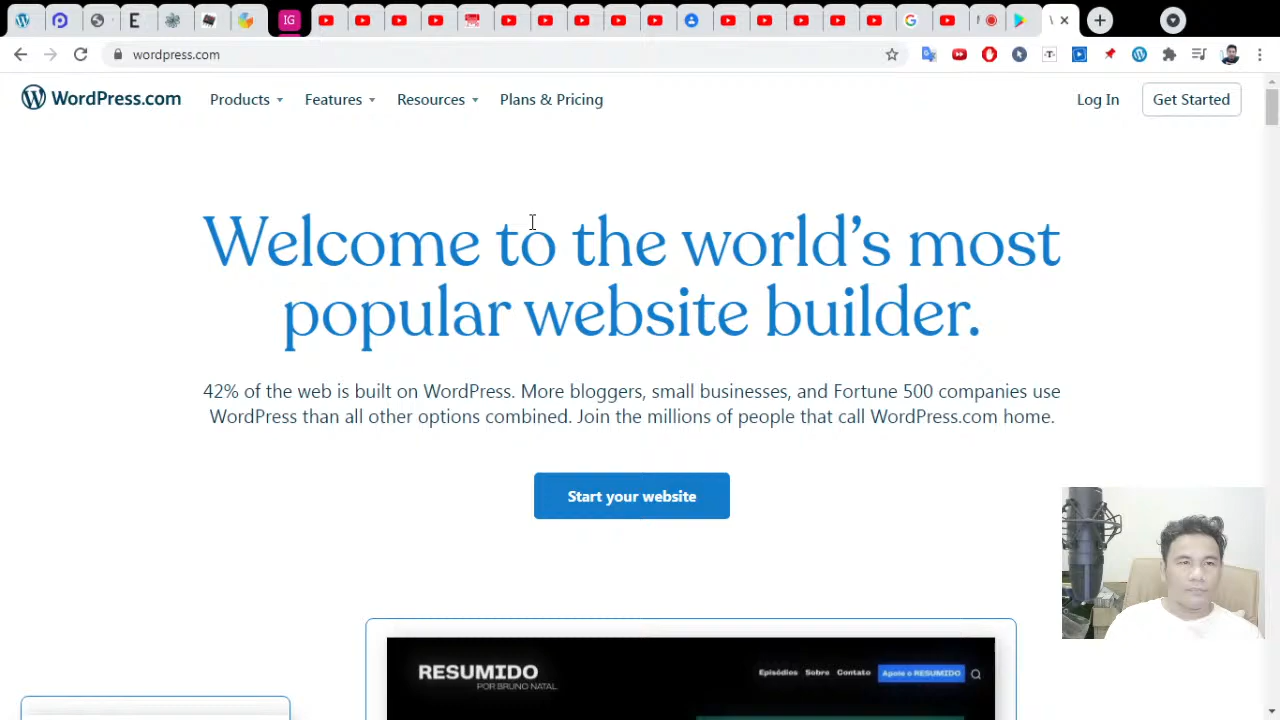 IG
wordpress.com
WordPress.com
Products
Features
Resources
Plans & Pricing
Log In
Get Started
Welcome to the world’s most
popular website builder.
42% of the web is built on WordPress. More bloggers, small businesses, and Fortune 500 companies use
WordPress than all other options combined. Join the millions of people that call WordPress.com home.
Start your website
RESUMIDO
POR BRUNO NATAL
Episódios
Sobre
Contato
Apoie o RESUMIDO